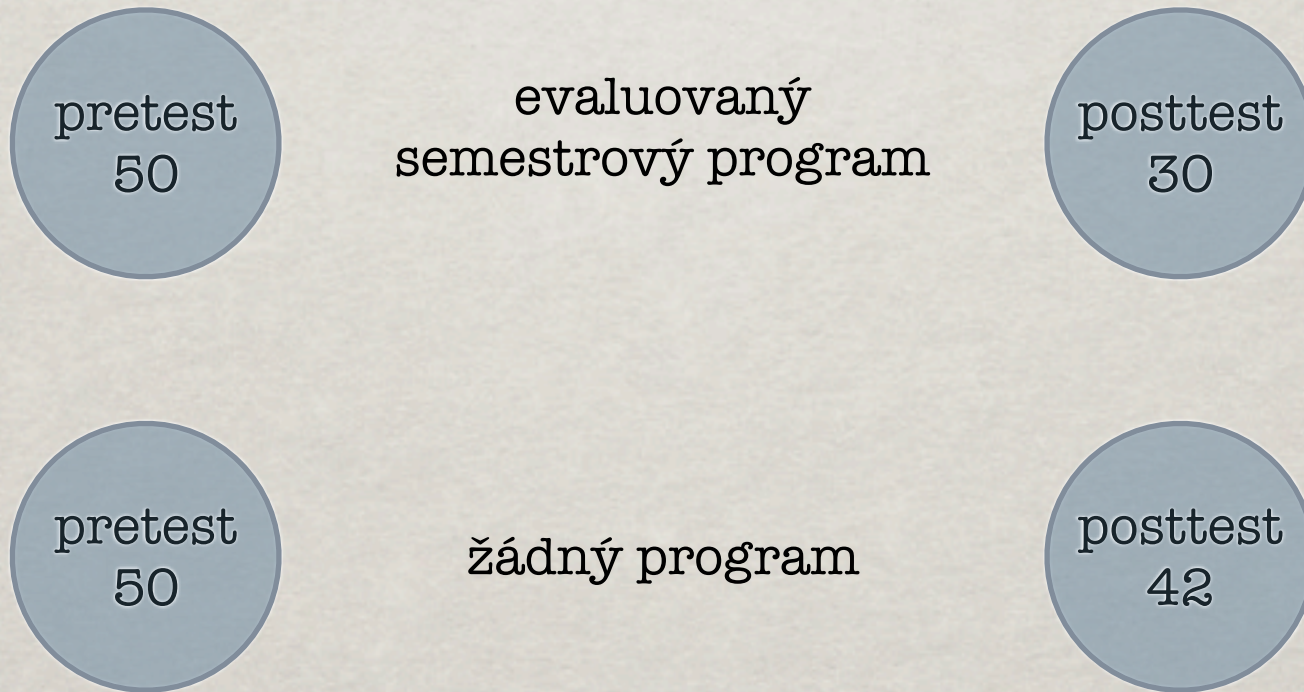 pretest
50
evaluovaný
semestrový program
posttest
30
pretest
50
žádný program
posttest
42